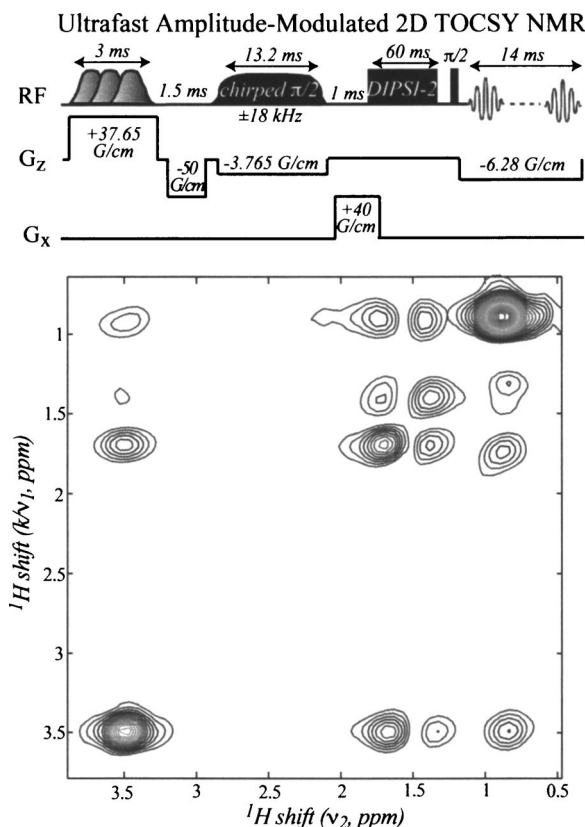 Ultrafast Amplitude-Modulated 2D TOCSY NMR
3 ms 13.2 ms 60 ms π/2 14 ms
RF 1.5 ms chirped π/2 1 ms DIPSI-2
±18 kHz
+37.65
G/cm
Gz -50
G/cm -3.765 G/cm -6.28 G/cm
+40
G/cm
Gx
1
1.5
2
2.5
3
3.5
¹H shift (k/ν₁, ppm)
3.5 3 2.5 2 1.5 1 0.5
¹H shift (ν₂, ppm)